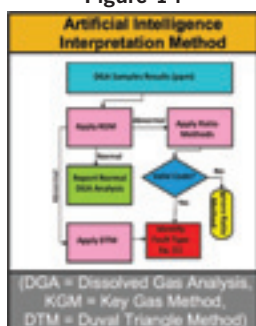 Figure 14
Artificial Intelligence
Interpretation Method
DGA Samples Results (ppm)
Apply KGM
Abnormal
Apply Ratio
Methods
Normal
Abnormal
Report Normal
DGA Analysis
Valid Code?
No
Yes
Apply DTM
Identify
Fault Type
(DGA = Dissolved Gas Analysis,
KGM = Key Gas Method,
DTM = Duval Triangle Method)